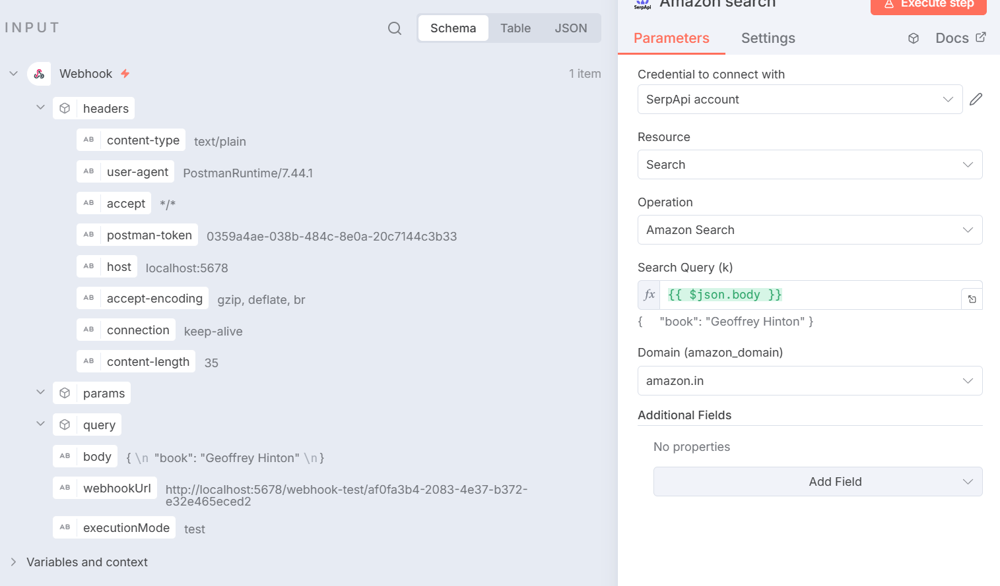 INPUT
Schema
Table
JSON
Webhook
1 item
headers
AB content-type text/plain
AB user-agent PostmanRuntime/7.44.1
AB accept */*
AB postman-token 0359a4ae-038b-484c-8e0a-20c7144c3b33
AB host localhost:5678
AB accept-encoding gzip, deflate, br
AB connection keep-alive
AB content-length 35
params
query
AB body { \n "book": "Geoffrey Hinton" \n }
AB webhookUrl http://localhost:5678/webhook-test/af0fa3b4-2083-4e37-b372-
e32e465eced2
AB executionMode test
Variables and context
SerpApi
Amazon search
Execute step
Parameters
Settings
Docs
Credential to connect with
SerpApi account
Resource
Search
Operation
Amazon Search
Search Query (k)
fx {{ $json.body }}
{ "book": "Geoffrey Hinton" }
Domain (amazon_domain)
amazon.in
Additional Fields
No properties
Add Field